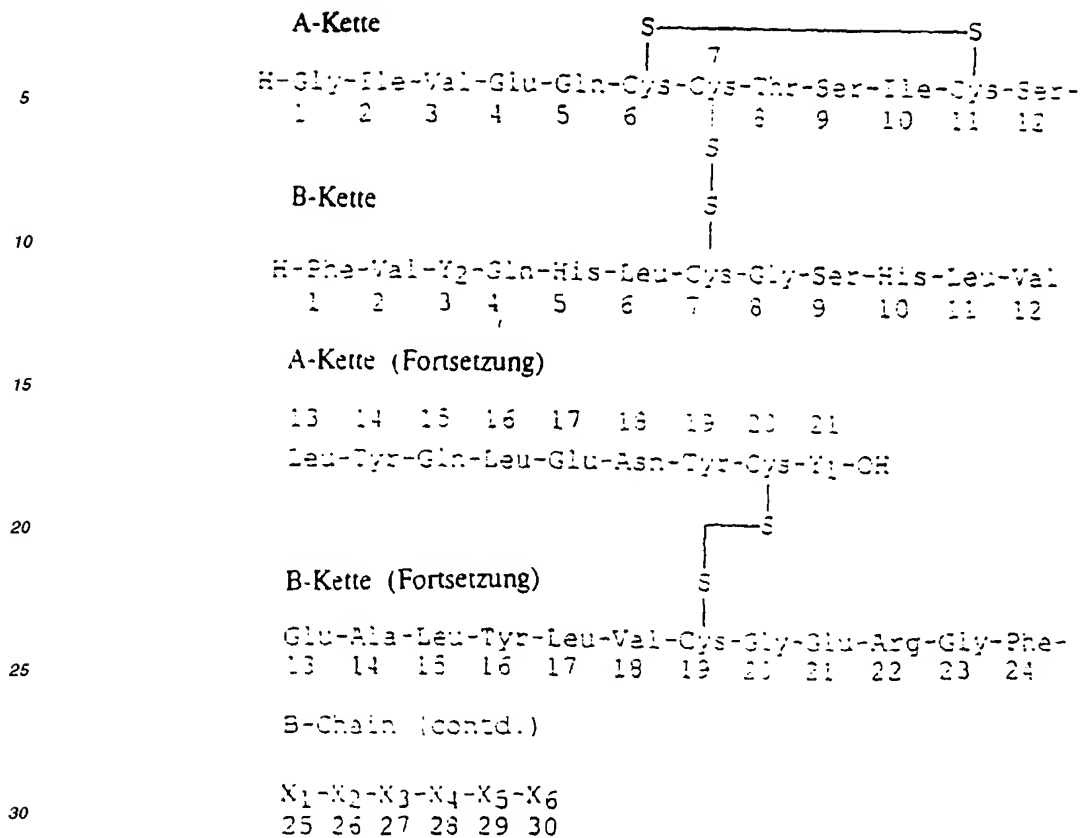 A-Kette
S S
7
H-Gly-Ile-Val-Glu-Gln-Cys-Cys-Thr-Ser-Ile-Cys-Ser-
5
1 2 3 4 5 6 8 9 10 11 12
S
B-Kette
S
10
H-Phe-Val-Y2-Gln-His-Leu-Cys-Gly-Ser-His-Leu-Val
1 2 3 4 5 6 7 8 9 10 11 12
A-Kette (Fortsetzung)
15
13 14 15 16 17 18 19 20 21
Leu-Tyr-Gln-Leu-Glu-Asn-Tyr-Cys-Y1-OH
20
S
B-Kette (Fortsetzung)
S
Glu-Ala-Leu-Tyr-Leu-Val-Cys-Gly-Glu-Arg-Gly-Phe-
25
13 14 15 16 17 18 19 20 21 22 23 24
B-Chain (contd.)
X1-X2-X3-X4-X5-X6
30
25 26 27 28 29 30